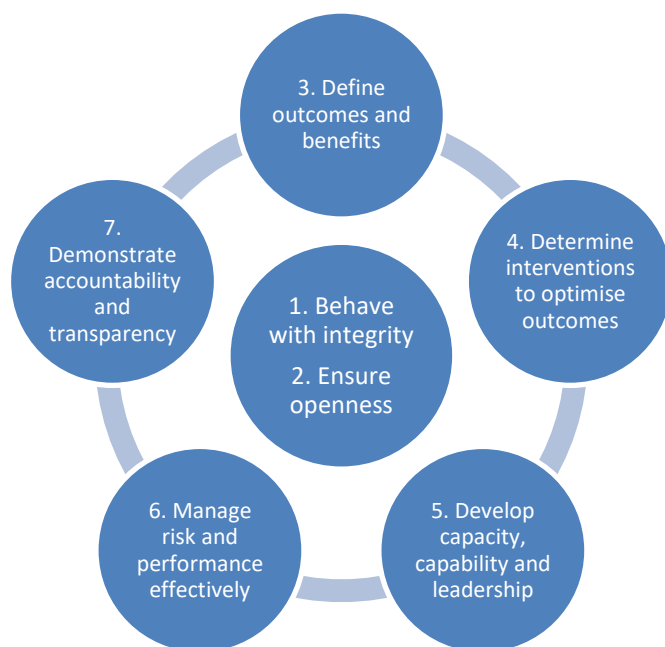 3. Define
outcomes and
benefits
7.
Demonstrate
accountability
and
transparency
4. Determine
interventions
to optimise
outcomes
1. Behave
with integrity
2. Ensure
openness
6. Manage
risk and
performance
effectively
5. Develop
capacity,
capability and
leadership